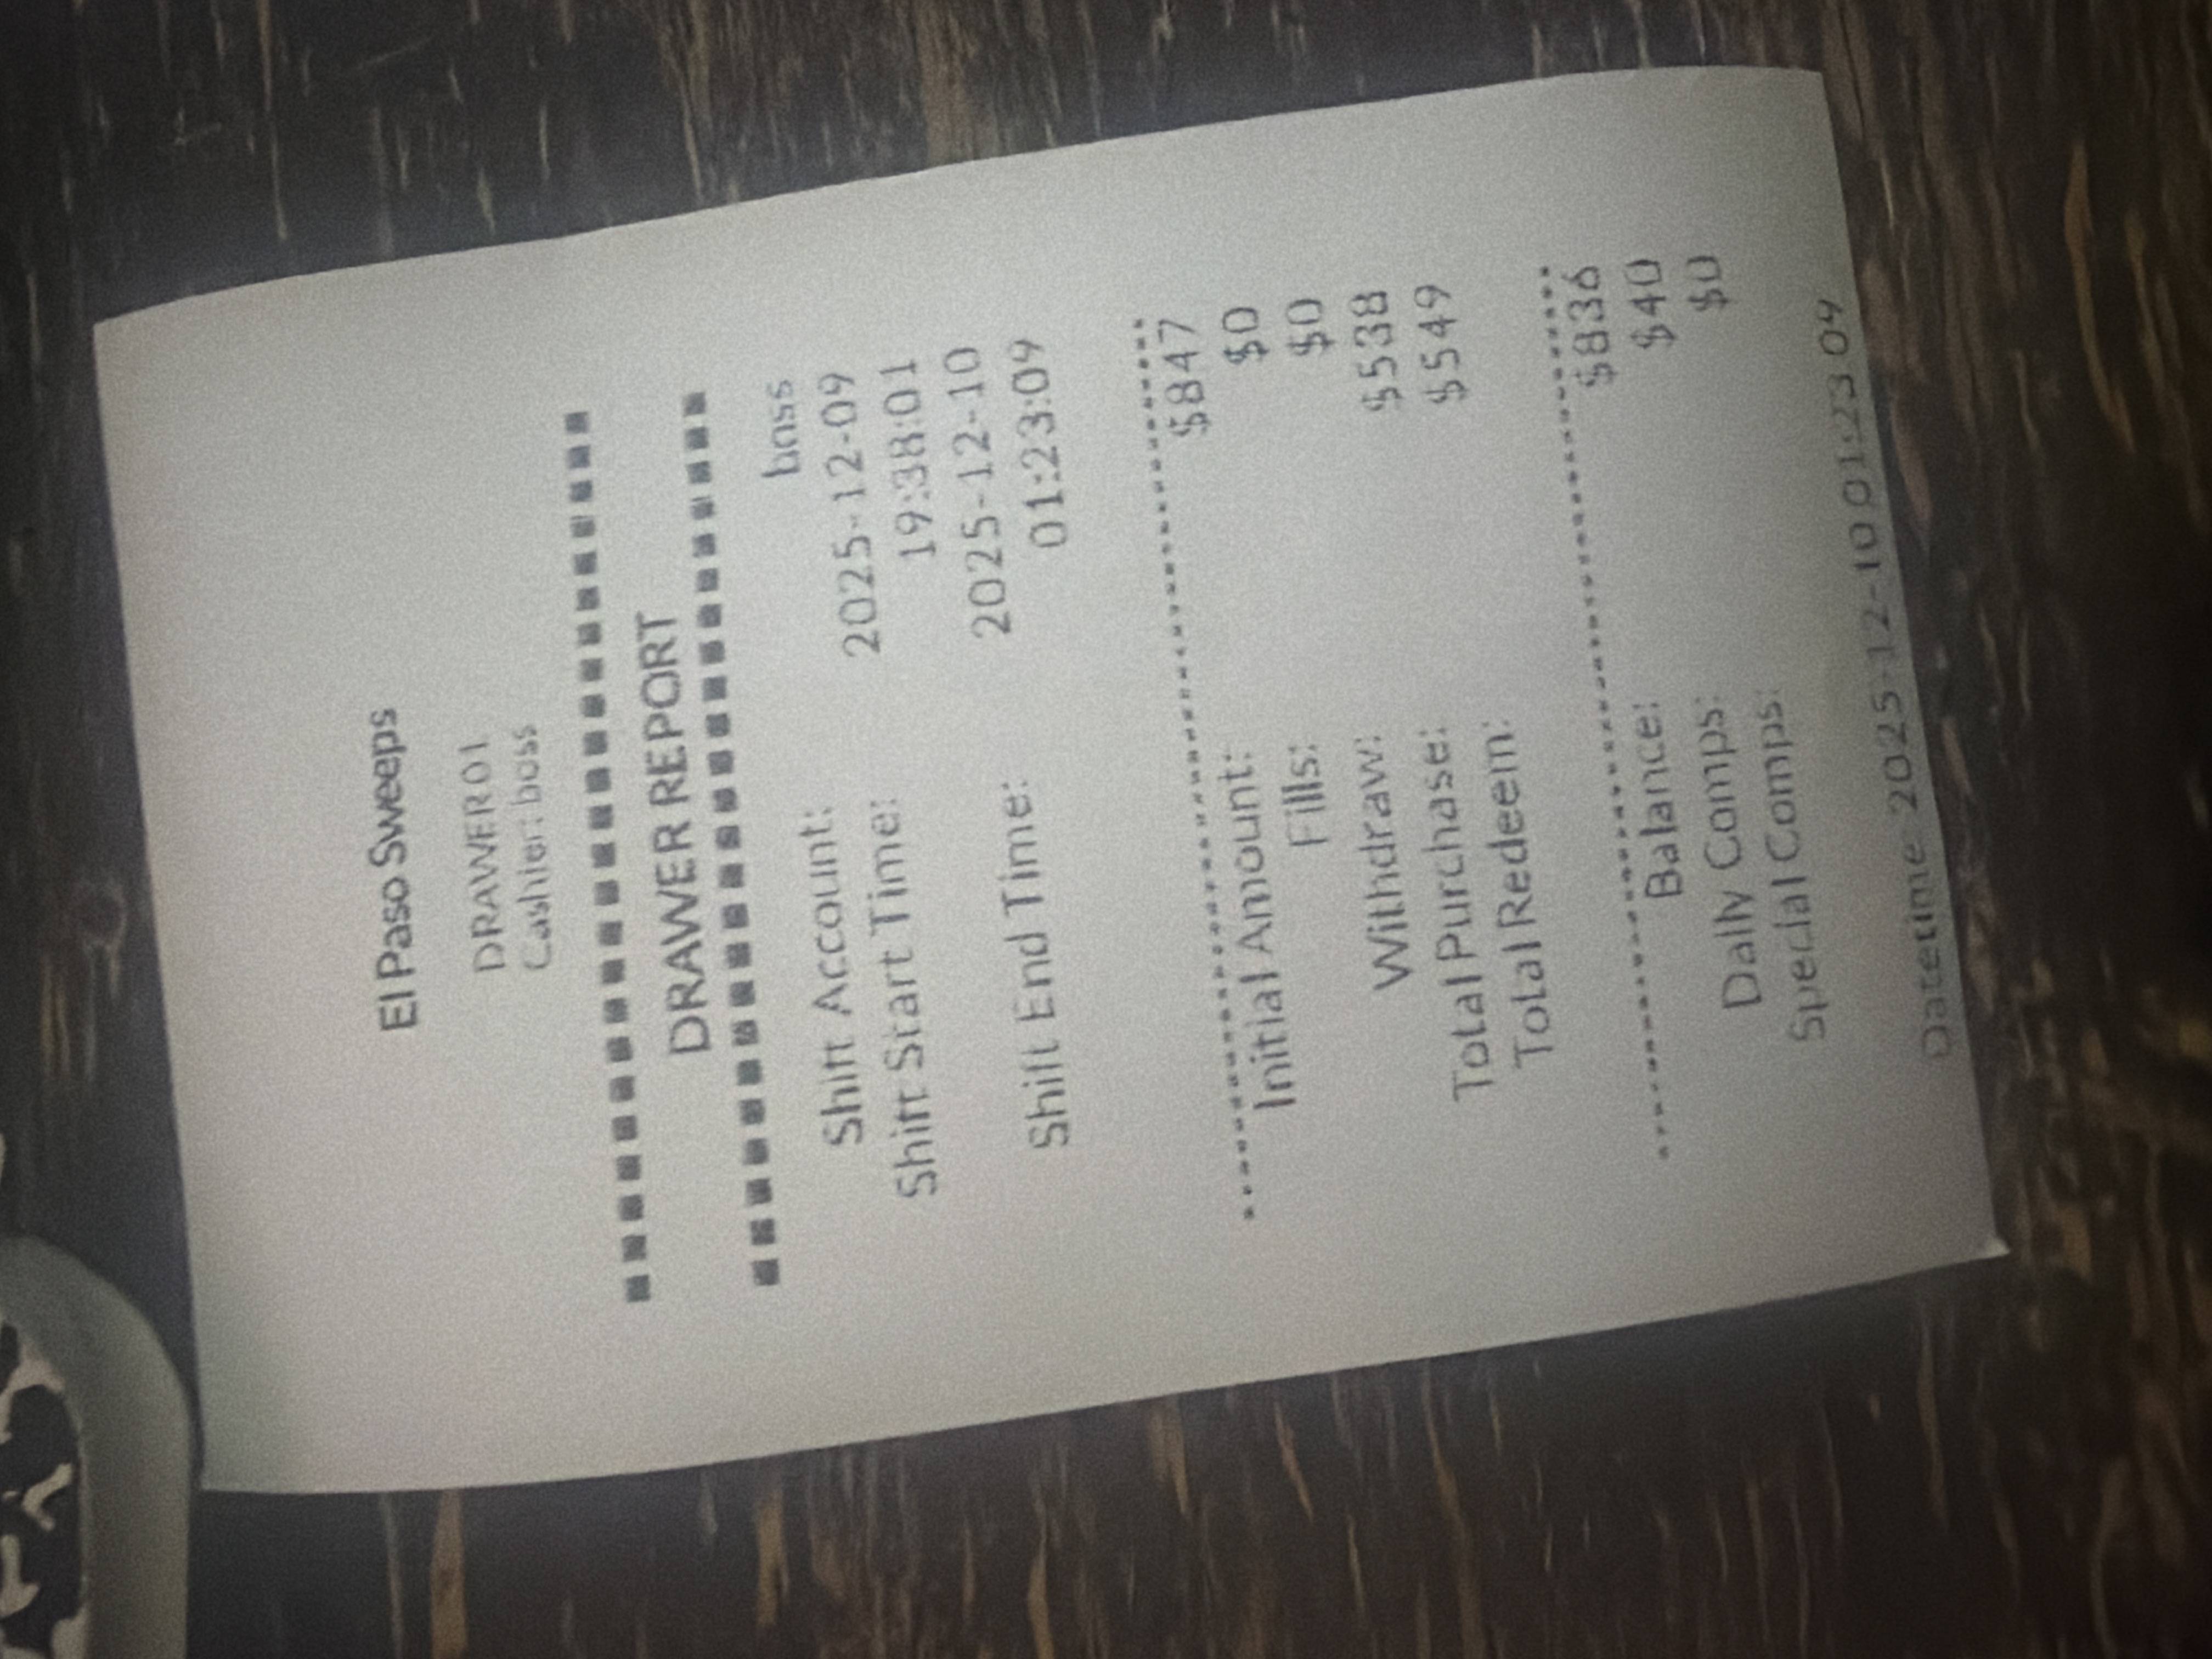 El Paso Sweeps
DRAWER01
Cashier: boss
DRAWER REPORT
Shift Account: boss
Shift Start Time: 2025-12-09
19:38:01
2025-12-10
Shift End Time: 01:23:09
Initial Amount: $847
Fills: $0
Withdraw: $0
Total Purchase: $538
Total Redeem: $549
Balance: $836
Daily Comps: $40
Special Comps: $0
Datetime 2025-12-10 01:23:09